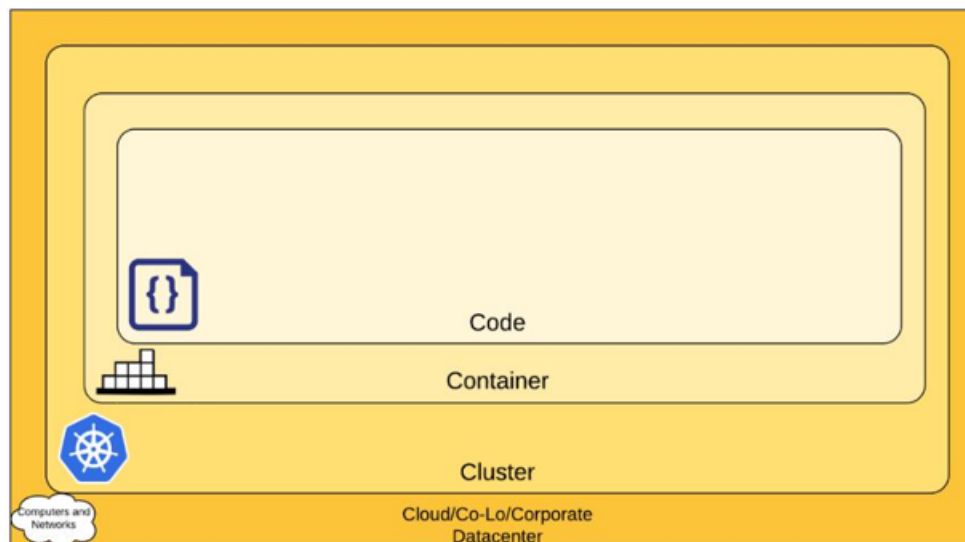 {}
Code
Container
Cluster
Computers and
Networks
Cloud/Co-Lo/Corporate
Datacenter